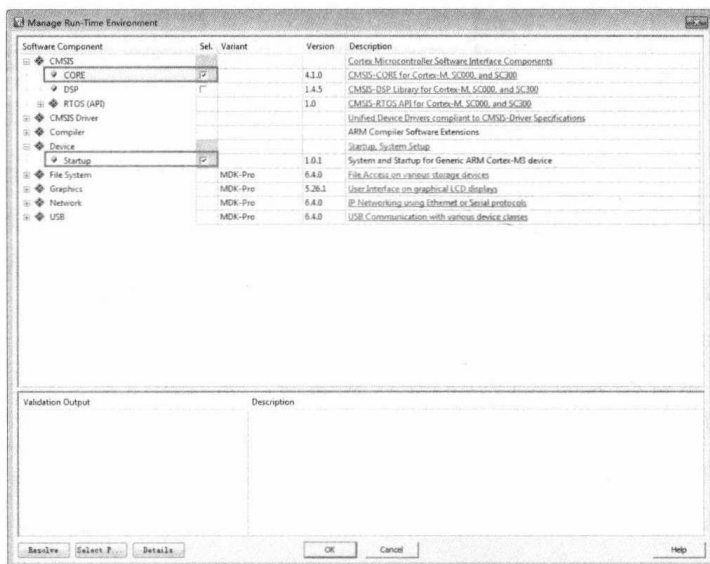 Manage Run-Time Environment
Software Component Sel. Variant Version Description
CMSIS Cortex Microcontroller Software Interface Components
CORE 4.1.0 CMSIS-CORE for Cortex-M, SC000, and SC300
DSP 1.4.5 CMSIS-DSP Library for Cortex-M, SC000, and SC300
RTOS (API) 1.0 CMSIS-RTOS API for Cortex-M, SC000, and SC300
CMSIS Driver Unified Device Drivers compliant to CMSIS-Driver Specifications
Compiler ARM Compiler Software Extensions
Device Startup, System Setup
Startup 1.0.1 System and Startup for Generic ARM Cortex-M3 device
File System MDK-Pro 6.4.0 File Access on various storage devices
Graphics MDK-Pro 5.26.1 User Interface on graphical LCD displays
Network MDK-Pro 6.4.0 IP Networking using Ethernet or Serial protocols
USB MDK-Pro 6.4.0 USB Communication with various device classes
Validation Output Description
Resolve Select P... Details OK Cancel Help